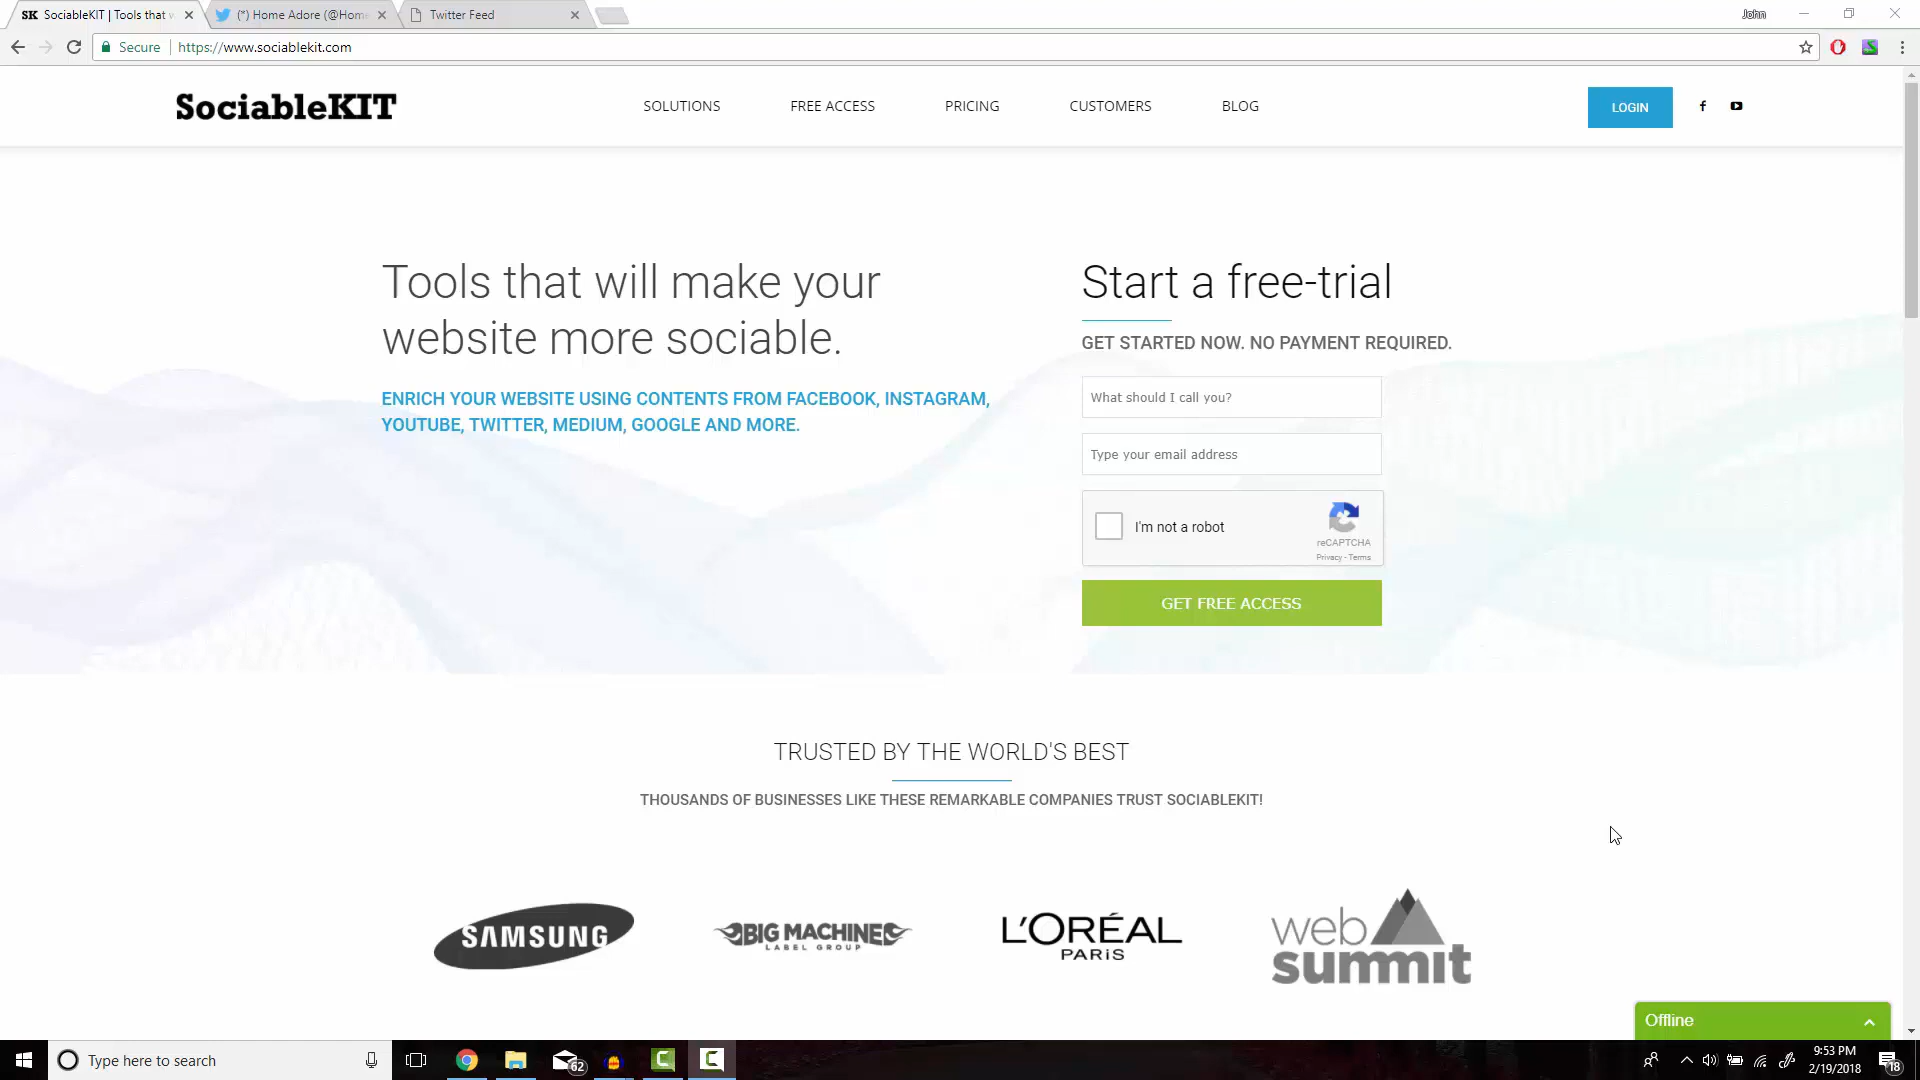 SK SociableKIT | Tools that w
(*) Home Adore (@Hom
Twitter Feed
John
Secure
https://www.sociablekit.com
SociableKIT
SOLUTIONS
FREE ACCESS
PRICING
CUSTOMERS
BLOG
LOGIN
Tools that will make your
website more sociable.
ENRICH YOUR WEBSITE USING CONTENTS FROM FACEBOOK, INSTAGRAM,
YOUTUBE, TWITTER, MEDIUM, GOOGLE AND MORE.
Start a free-trial
GET STARTED NOW. NO PAYMENT REQUIRED.
What should I call you?
Type your email address
I'm not a robot
reCAPTCHA
Privacy - Terms
GET FREE ACCESS
TRUSTED BY THE WORLD'S BEST
THOUSANDS OF BUSINESSES LIKE THESE REMARKABLE COMPANIES TRUST SOCIABLEKIT!
SAMSUNG
BIG MACHINE
LABEL GROUP
L'ORÉAL
PARiS
web
summit
Offline
Type here to search
62
9:53 PM
2/19/2018
18